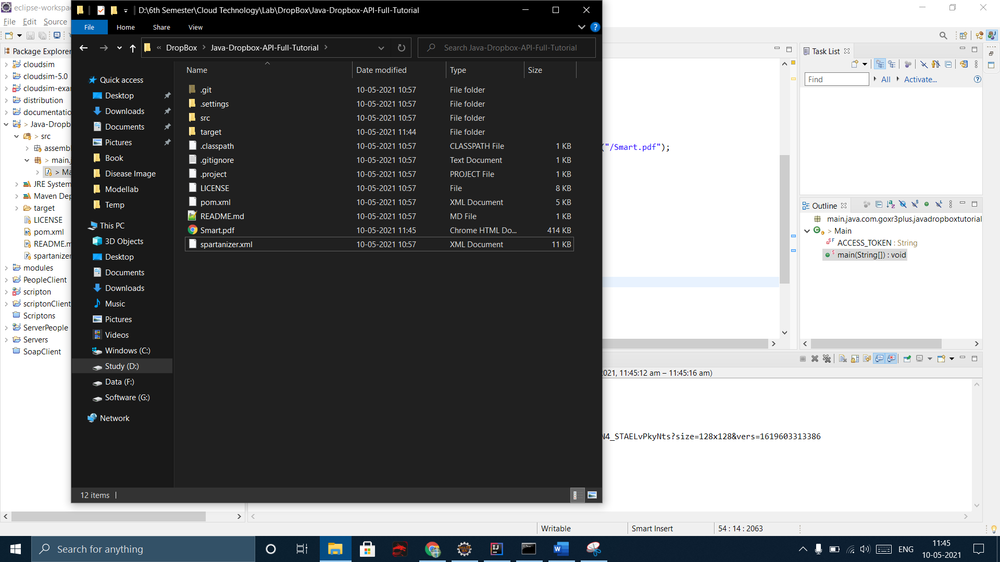 eclipse-workspa
File Edit Source
Package Explorer
cloudsim
cloudsim-5.0
cloudsim-exa
distribution
documentatio
> Java-Dropb
> src
assembl
> main.j
> Ma
JRE System
Maven Dep
target
LICENSE
pom.xml
README.m
spartanizer
modules
PeopleClient
scripton
scriptonClient
Scriptons
ServerPeople
Servers
SoapClient
D:\6th Semester\Cloud Technology\Lab\DropBox\Java-Dropbox-API-Full-Tutorial
File Home Share View
« DropBox > Java-Dropbox-API-Full-Tutorial >
Search Java-Dropbox-API-Full-Tutorial
Quick access
Desktop
Downloads
Documents
Pictures
Book
Disease Image
Modellab
Temp
This PC
3D Objects
Desktop
Documents
Downloads
Music
Pictures
Videos
Windows (C:)
Study (D:)
Data (F:)
Software (G:)
Network
Name Date modified Type Size
.git 10-05-2021 10:57 File folder
.settings 10-05-2021 10:57 File folder
src 10-05-2021 10:57 File folder
target 10-05-2021 11:44 File folder
.classpath 10-05-2021 10:57 CLASSPATH File 1 KB
.gitignore 10-05-2021 10:57 Text Document 1 KB
.project 10-05-2021 10:57 PROJECT File 1 KB
LICENSE 10-05-2021 10:57 File 8 KB
pom.xml 10-05-2021 10:57 XML Document 5 KB
README.md 10-05-2021 10:57 MD File 1 KB
Smart.pdf 10-05-2021 11:45 Chrome HTML Do... 414 KB
spartanizer.xml 10-05-2021 10:57 XML Document 11 KB
12 items
("/Smart.pdf");
Task List
Find All Activate...
Outline
main.java.com.goxr3plus.javadropboxtutorial
> Main
ACCESS_TOKEN : String
main(String[]) : void
2021, 11:45:12 am – 11:45:16 am)
N4_STAELvPkyNts?size=128x128&vers=1619603313386
Writable Smart Insert 54 : 14 : 2063
Search for anything
ENG
11:45
10-05-2021